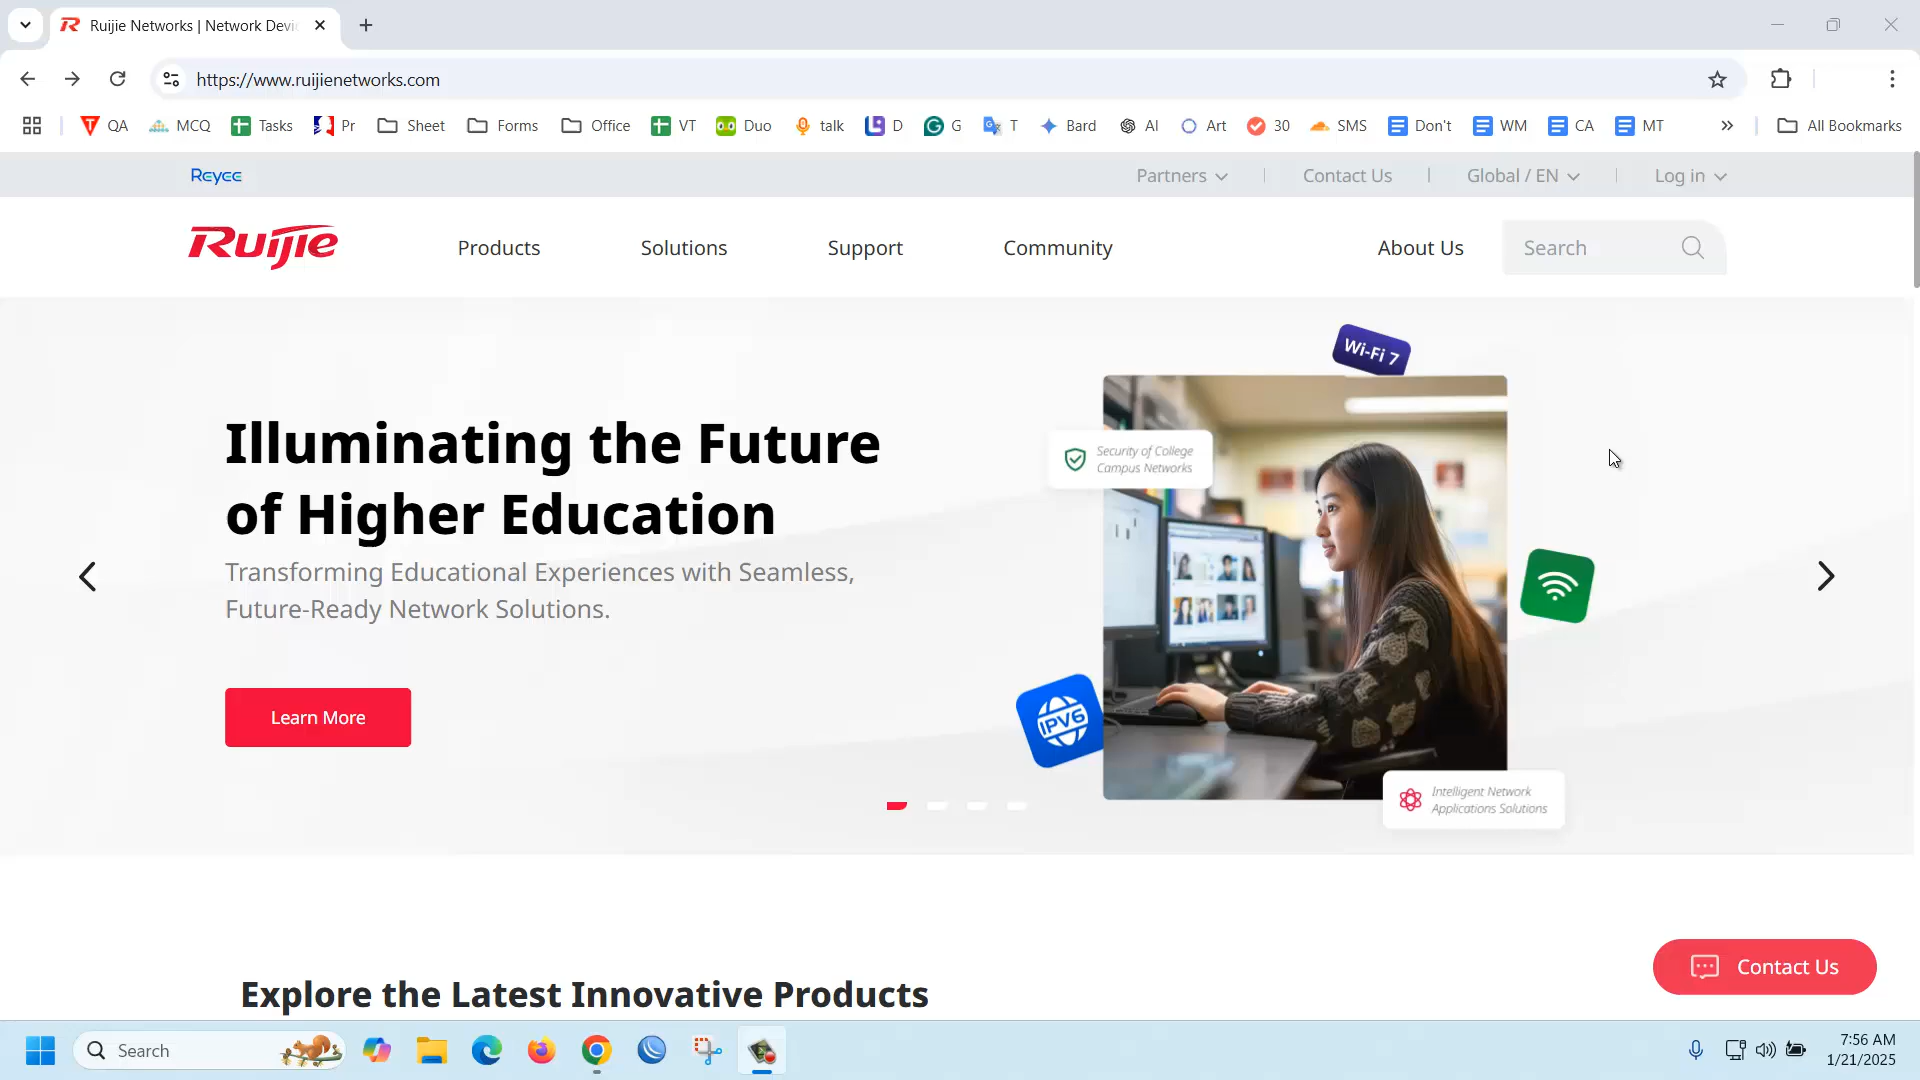 Ruijie Networks | Network Devi
https://www.ruijienetworks.com
QA
MCQ
Tasks
Pr
Sheet
Forms
Office
VT
Duo
talk
D
G
T
Bard
AI
Art
30
SMS
Don't
WM
CA
MT
All Bookmarks
Reyee
Partners
Contact Us
Global / EN
Log in
Ruijie
Products
Solutions
Support
Community
About Us
Search
Illuminating the Future
of Higher Education
Transforming Educational Experiences with Seamless,
Future-Ready Network Solutions.
Learn More
Wi-Fi 7
Security of College
Campus Networks
IPV6
Intelligent Network
Applications Solutions
Explore the Latest Innovative Products
Contact Us
Search
7:56 AM
1/21/2025